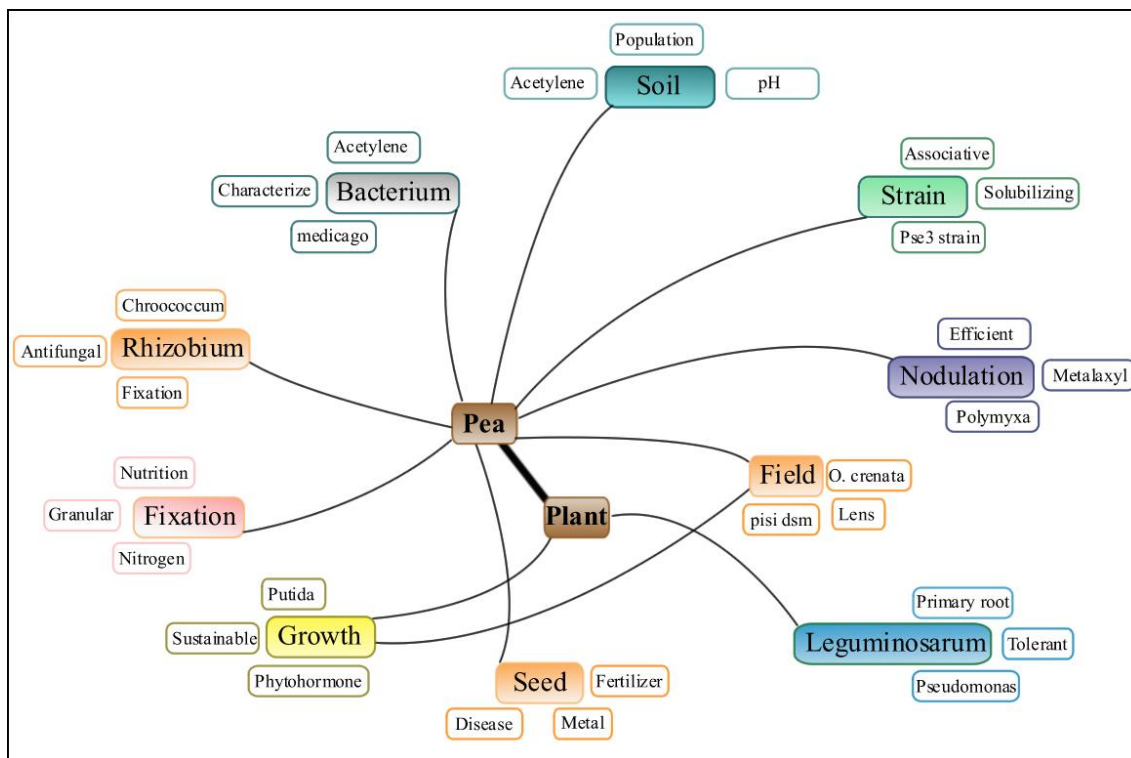 Population
Acetylene
Soil
pH
Acetylene
Characterize
Bacterium
medicago
Associative
Strain
Solubilizing
Pse3 strain
Chroococcum
Antifungal
Rhizobium
Fixation
Efficient
Nodulation
Metalaxyl
Polymyxa
Pea
Plant
Field
O. crenata
pisi dsm
Lens
Nutrition
Granular
Fixation
Nitrogen
Putida
Sustainable
Growth
Phytohormone
Seed
Fertilizer
Disease
Metal
Primary root
Leguminosarum
Tolerant
Pseudomonas